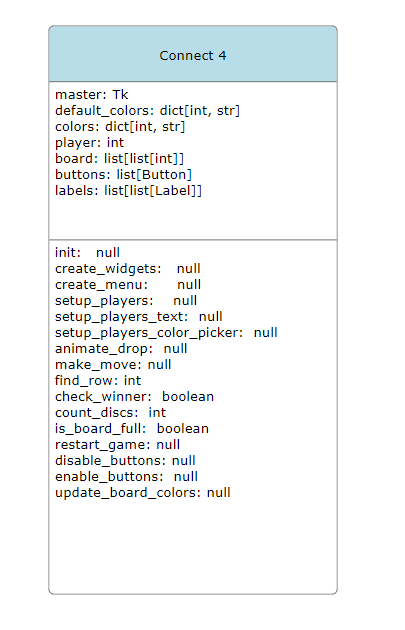 Connect 4
master: Tk
default_colors: dict[int, str]
colors: dict[int, str]
player: int
board: list[list[int]]
buttons: list[Button]
labels: list[list[Label]]
init: null
create_widgets: null
create_menu: null
setup_players: null
setup_players_text: null
setup_players_color_picker: null
animate_drop: null
make_move: null
find_row: int
check_winner: boolean
count_discs: int
is_board_full: boolean
restart_game: null
disable_buttons: null
enable_buttons: null
update_board_colors: null